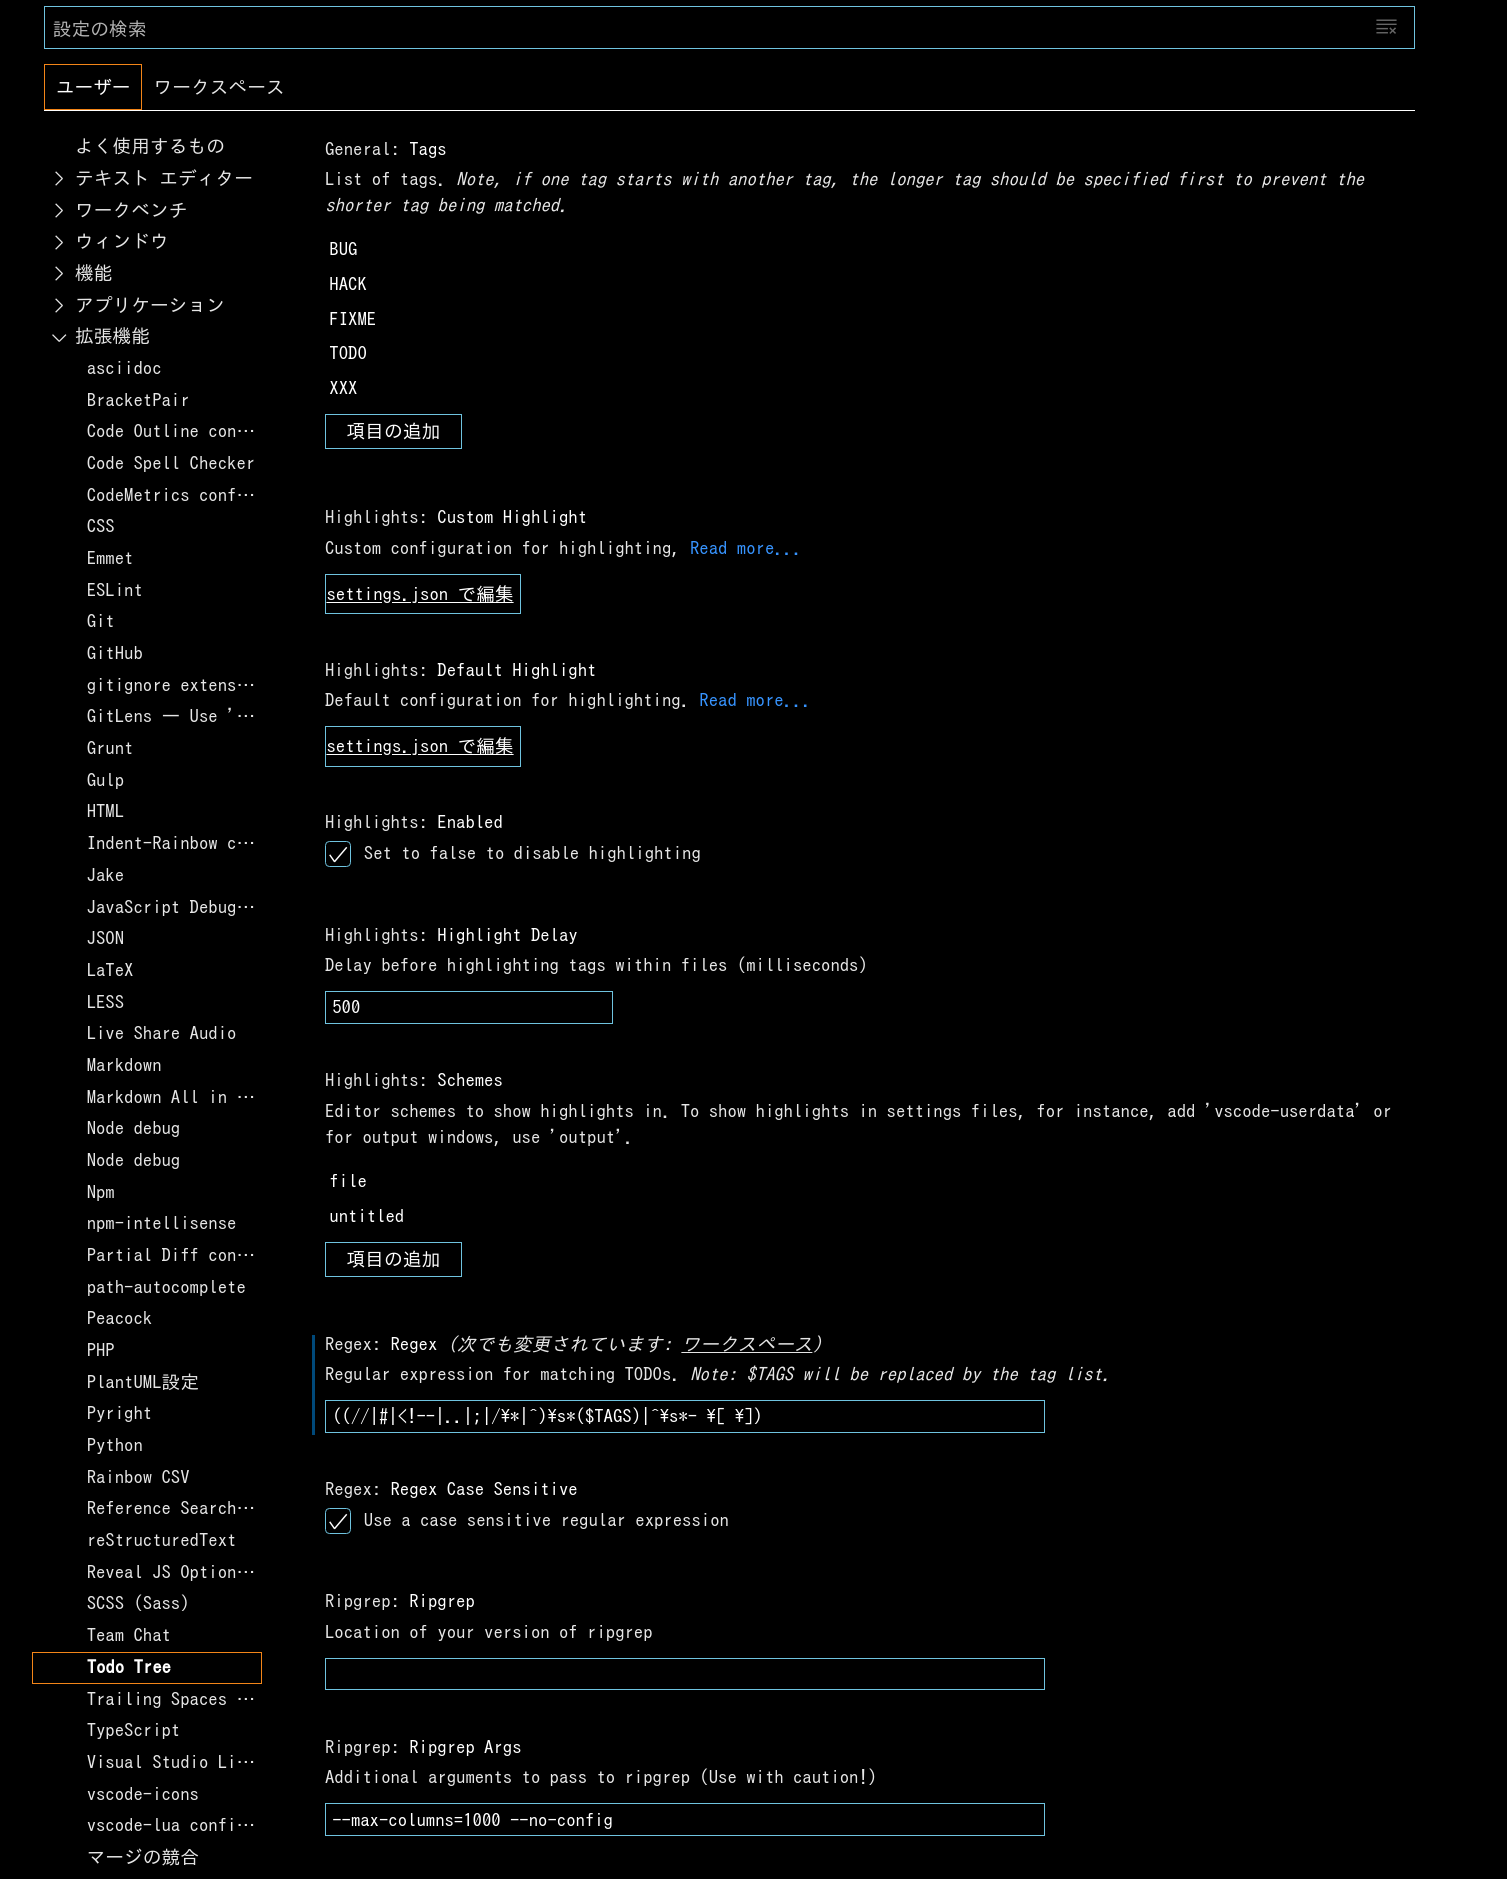 設定の検索
ユーザー ワークスペース
よく使用するもの
テキスト エディター
ワークベンチ
ウィンドウ
機能
アプリケーション
拡張機能
asciidoc
BracketPair
Code Outline con…
Code Spell Checker
CodeMetrics conf…
CSS
Emmet
ESLint
Git
GitHub
gitignore extens…
GitLens — Use '…
Grunt
Gulp
HTML
Indent-Rainbow c…
Jake
JavaScript Debug…
JSON
LaTeX
LESS
Live Share Audio
Markdown
Markdown All in …
Node debug
Node debug
Npm
npm-intellisense
Partial Diff con…
path-autocomplete
Peacock
PHP
PlantUML設定
Pyright
Python
Rainbow CSV
Reference Search…
reStructuredText
Reveal JS Option…
SCSS (Sass)
Team Chat
Todo Tree
Trailing Spaces …
TypeScript
Visual Studio Li…
vscode-icons
vscode-lua confi…
マージの競合
General: Tags
List of tags. Note, if one tag starts with another tag, the longer tag should be specified first to prevent the
shorter tag being matched.
BUG
HACK
FIXME
TODO
XXX
項目の追加
Highlights: Custom Highlight
Custom configuration for highlighting, Read more...
settings.json で編集
Highlights: Default Highlight
Default configuration for highlighting. Read more...
settings.json で編集
Highlights: Enabled
Set to false to disable highlighting
Highlights: Highlight Delay
Delay before highlighting tags within files (milliseconds)
500
Highlights: Schemes
Editor schemes to show highlights in. To show highlights in settings files, for instance, add 'vscode-userdata' or
for output windows, use 'output'.
file
untitled
項目の追加
Regex: Regex (次でも変更されています: ワークスペース)
Regular expression for matching TODOs. Note: $TAGS will be replaced by the tag list.
((//|#|<!--|..|;|/¥*|^)¥s*($TAGS)|^¥s*- ¥[ ¥])
Regex: Regex Case Sensitive
Use a case sensitive regular expression
Ripgrep: Ripgrep
Location of your version of ripgrep
Ripgrep: Ripgrep Args
Additional arguments to pass to ripgrep (Use with caution!)
--max-columns=1000 --no-config